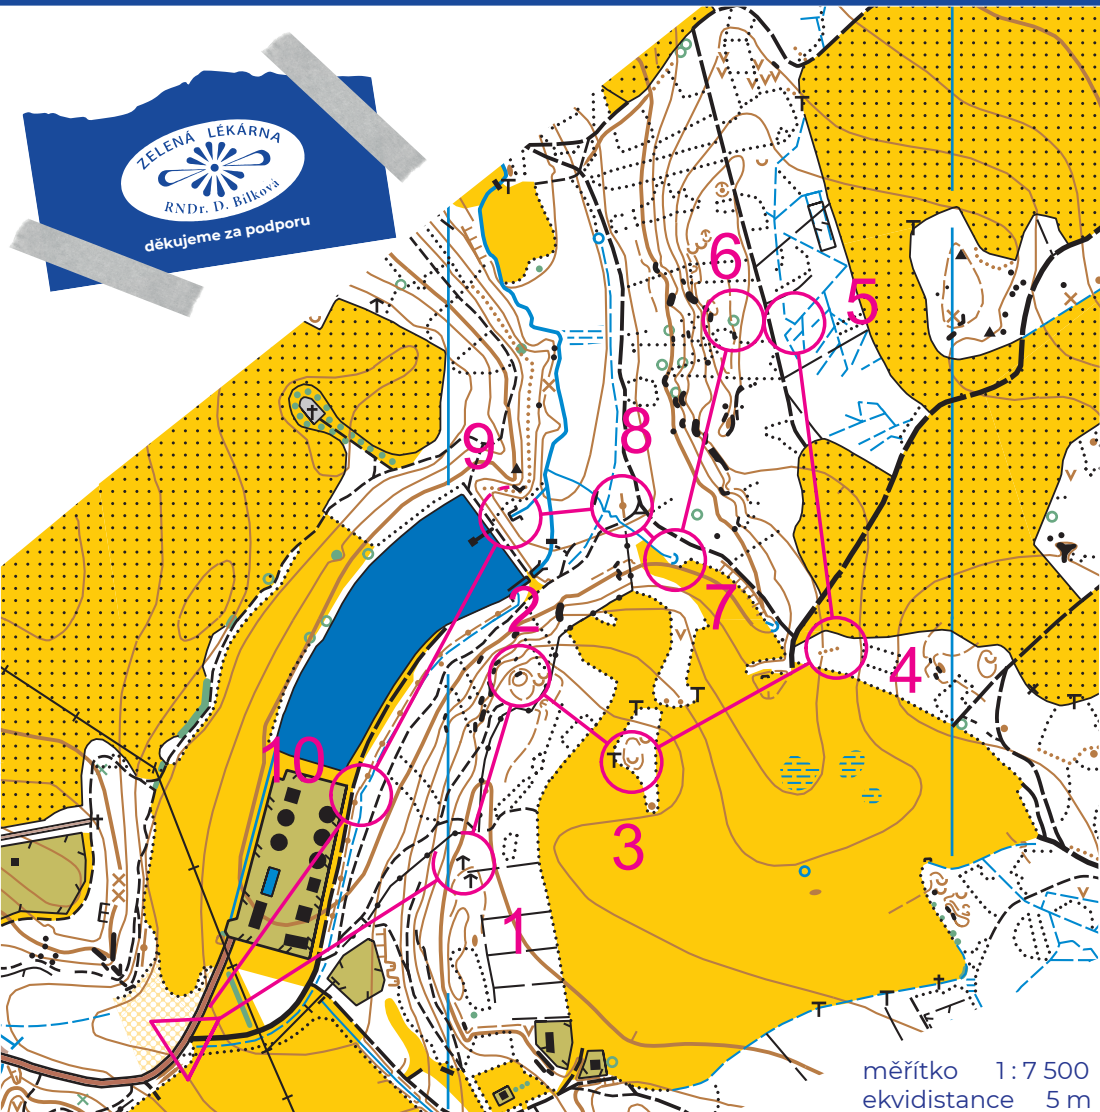 ZELENÁ LÉKÁRNA
RNDr. D. Bílková
děkujeme za podporu
6
5
8
9
2
7
4
10
3
1
E
měřítko 1:7 500
ekvidistance 5 m